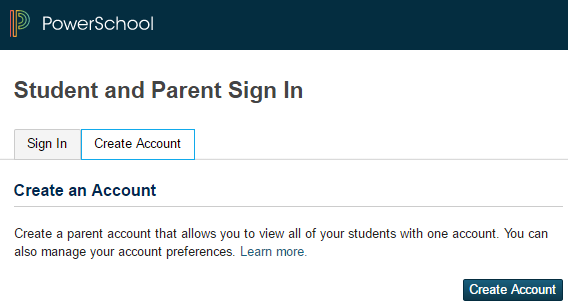 PowerSchool
Student and Parent Sign In
Sign In
Create Account
Create an Account
Create a parent account that allows you to view all of your students with one account. You can
also manage your account preferences. Learn more.
Create Account